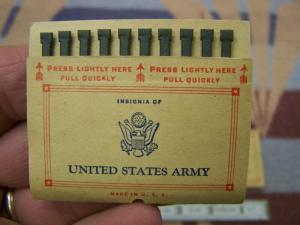 PRESS LIGHTLY HERE PRESS LIGHTLY HERE
PULL QUICKLY PULL QUICKLY
INSIGNIA OF
UNITED STATES ARMY
MADE IN U. S. A.